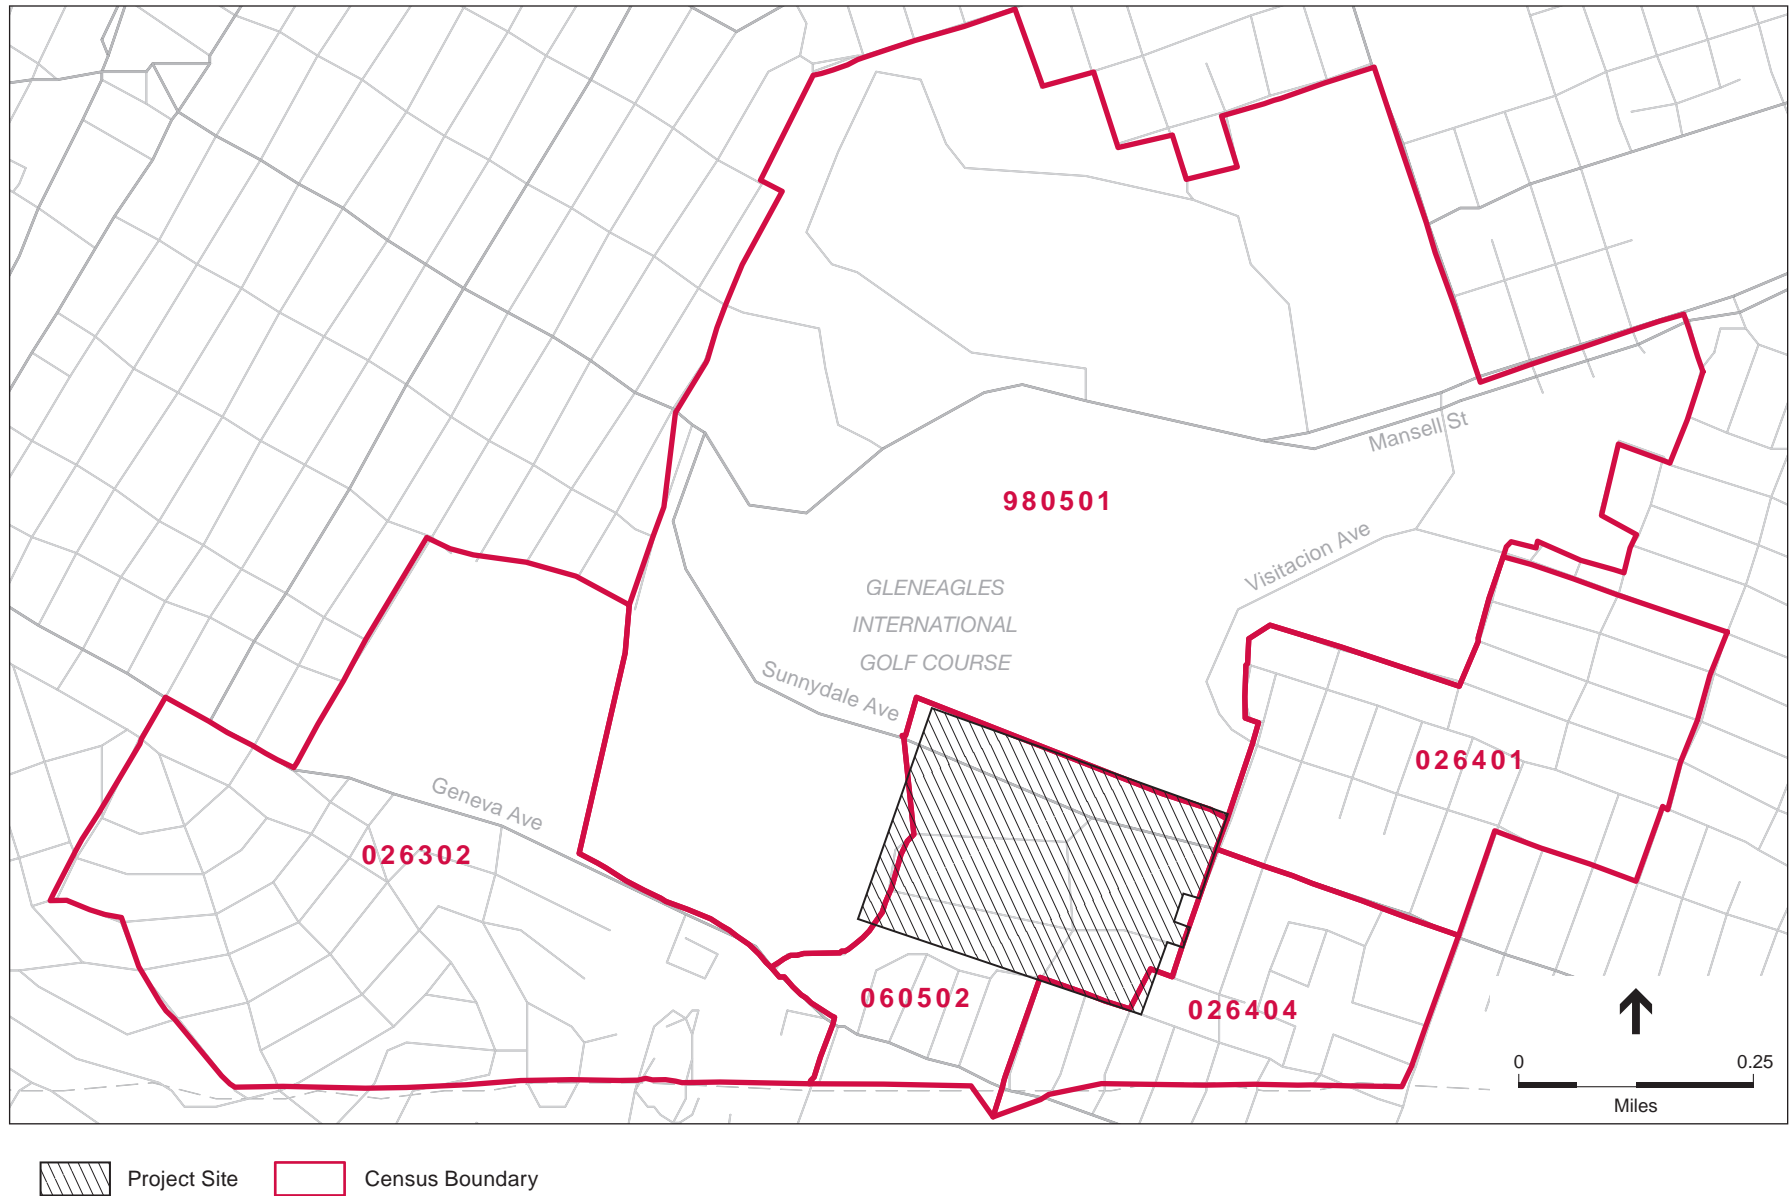 Mansell St
980501
Visitacion Ave
GLENEAGLES
INTERNATIONAL
GOLF COURSE
Sunnydale Ave
026401
Geneva Ave
026302
060502
026404
0 0.25
Miles
Project Site
Census Boundary